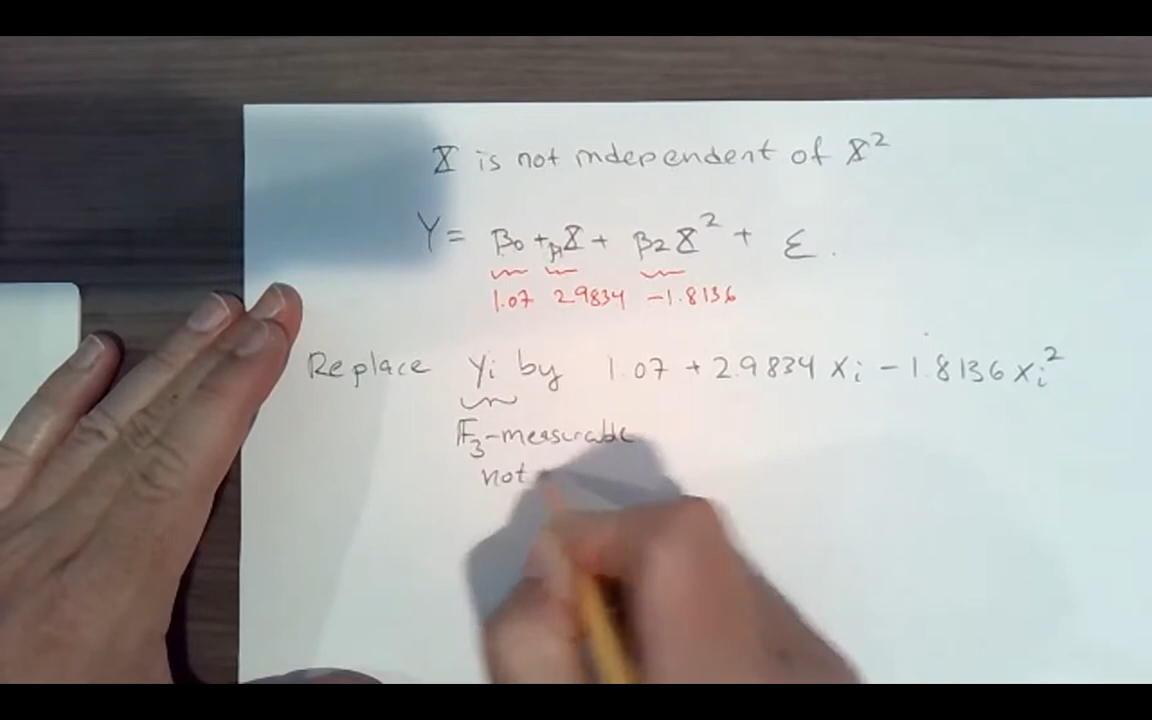 X is not independent of X²
Y = β₀ + β₁X + β₂X² + ε.
1.07 2.9834 -1.8136
Replace Yi by 1.07 + 2.9834 xi - 1.8136 xi²
F₃-measurable
not